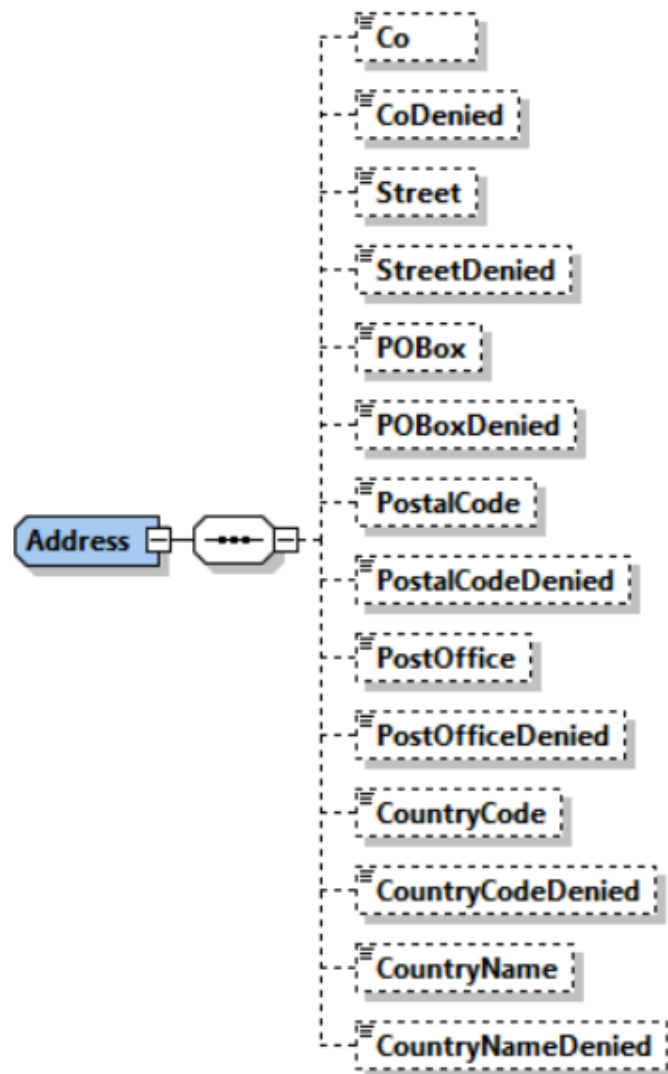 Co
CoDenied
Street
StreetDenied
POBox
POBoxDenied
PostalCode
Address
PostalCodeDenied
PostOffice
PostOfficeDenied
CountryCode
CountryCodeDenied
CountryName
CountryNameDenied